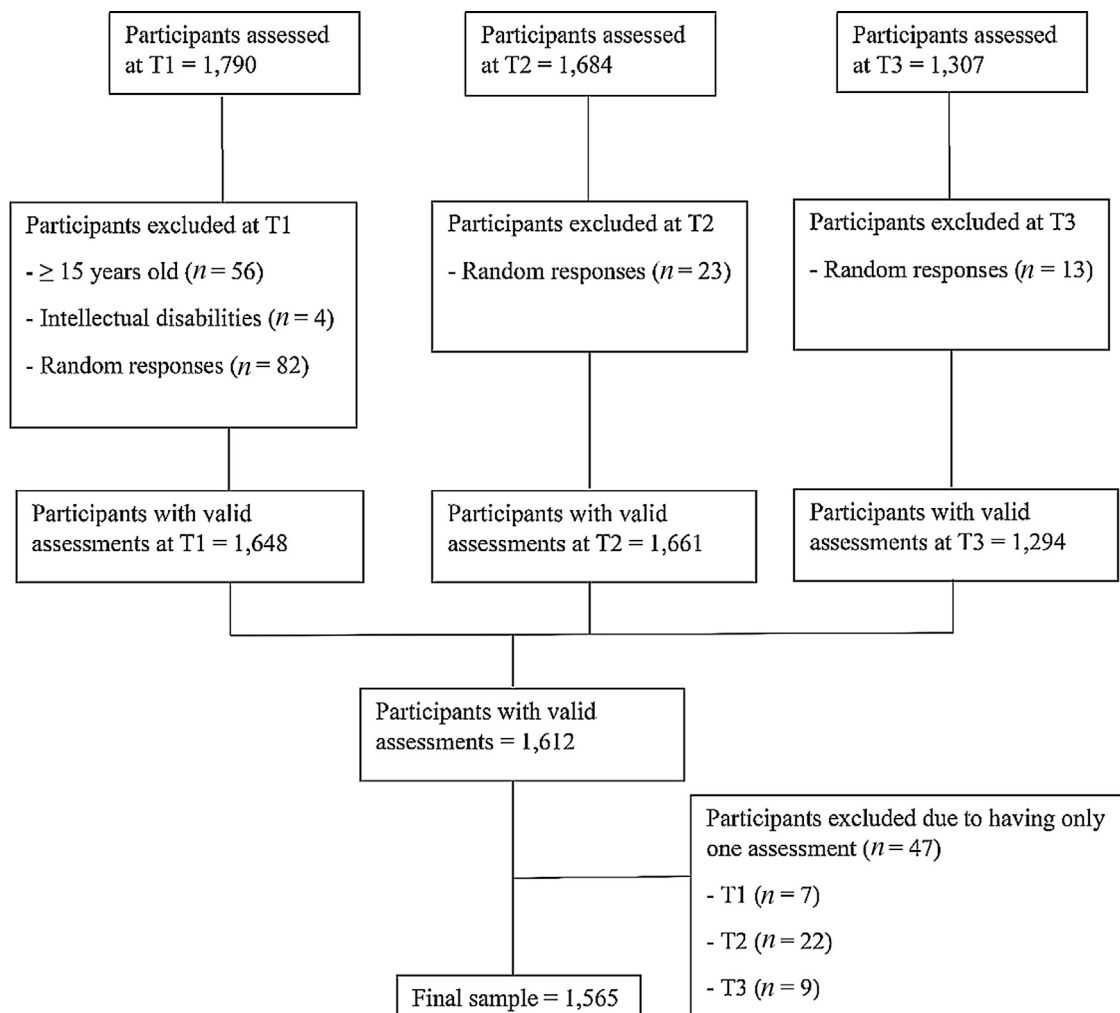 Participants assessed
at T1 = 1,790
Participants assessed
at T2 = 1,684
Participants assessed
at T3 = 1,307
Participants excluded at T1
- ≥ 15 years old (n = 56)
- Intellectual disabilities (n = 4)
- Random responses (n = 82)
Participants excluded at T2
- Random responses (n = 23)
Participants excluded at T3
- Random responses (n = 13)
Participants with valid
assessments at T1 = 1,648
Participants with valid
assessments at T2 = 1,661
Participants with valid
assessments at T3 = 1,294
Participants with valid
assessments = 1,612
Participants excluded due to having only
one assessment (n = 47)
- T1 (n = 7)
- T2 (n = 22)
- T3 (n = 9)
Final sample = 1,565